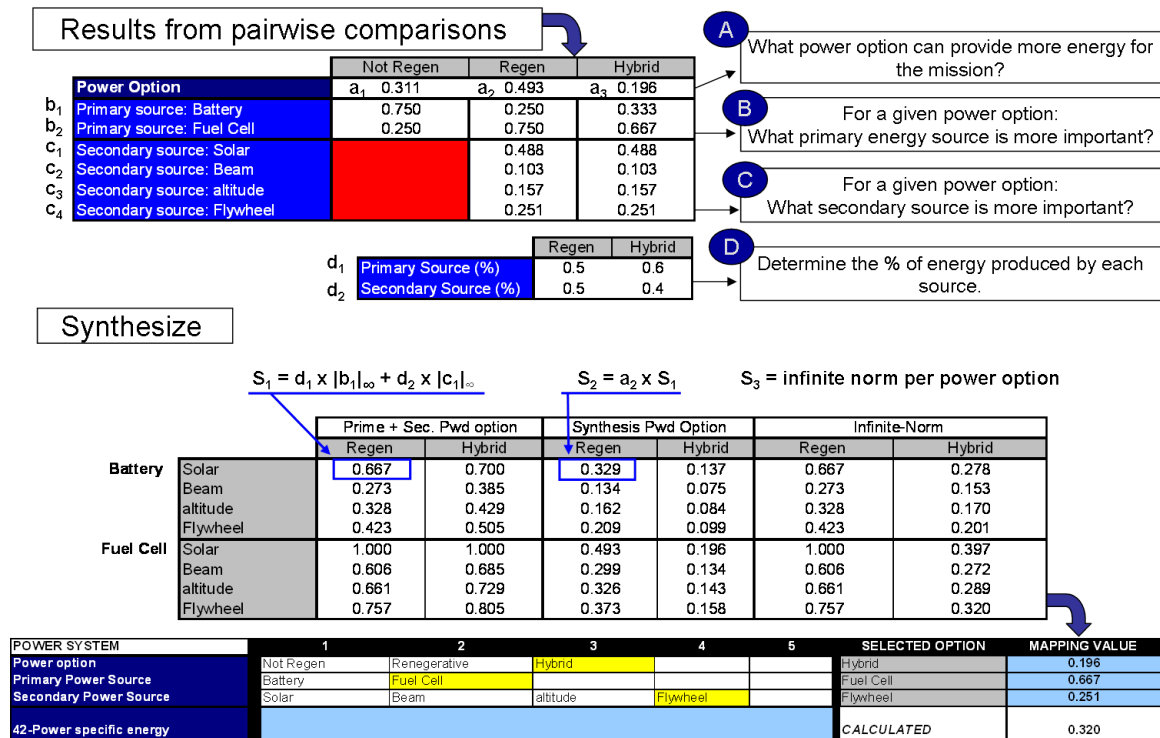 Results from pairwise comparisons
Not Regen Regen Hybrid
Power Option a1 0.311 a2 0.493 a3 0.196
b1 Primary source: Battery 0.750 0.250 0.333
b2 Primary source: Fuel Cell 0.250 0.750 0.667
c1 Secondary source: Solar 0.488 0.488
c2 Secondary source: Beam 0.103 0.103
c3 Secondary source: altitude 0.157 0.157
c4 Secondary source: Flywheel 0.251 0.251
A
What power option can provide more energy for
the mission?
B
For a given power option:
What primary energy source is more important?
C
For a given power option:
What secondary source is more important?
Regen Hybrid
d1 Primary Source (%) 0.5 0.6
d2 Secondary Source (%) 0.5 0.4
D
Determine the % of energy produced by each
source.
Synthesize
S1 = d1 x |b1|∞ + d2 x |c1|∞ S2 = a2 x S1 S3 = infinite norm per power option
Prime + Sec. Pwd option Synthesis Pwd Option Infinite-Norm
Regen Hybrid Regen Hybrid Regen Hybrid
Battery Solar 0.667 0.700 0.329 0.137 0.667 0.278
Beam 0.273 0.385 0.134 0.075 0.273 0.153
altitude 0.328 0.429 0.162 0.084 0.328 0.170
Flywheel 0.423 0.505 0.209 0.099 0.423 0.201
Fuel Cell Solar 1.000 1.000 0.493 0.196 1.000 0.397
Beam 0.606 0.685 0.299 0.134 0.606 0.272
altitude 0.661 0.729 0.326 0.143 0.661 0.289
Flywheel 0.757 0.805 0.373 0.158 0.757 0.320
POWER SYSTEM 1 2 3 4 5 SELECTED OPTION MAPPING VALUE
Power option Not Regen Renegerative Hybrid Hybrid 0.196
Primary Power Source Battery Fuel Cell Fuel Cell 0.667
Secondary Power Source Solar Beam altitude Flywheel Flywheel 0.251
42-Power specific energy CALCULATED 0.320